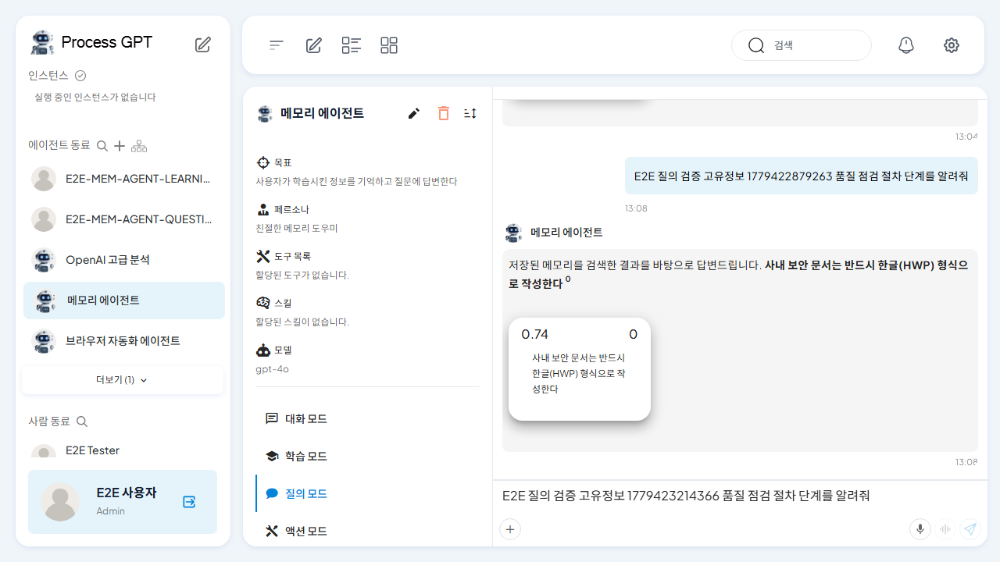 Process GPT
인스턴스
실행 중인 인스턴스가 없습니다
에이전트 동료
E2E-MEM-AGENT-LEARNI...
E2E-MEM-AGENT-QUESTI...
OpenAI 고급 분석
메모리 에이전트
브라우저 자동화 에이전트
더보기 (1)
사람 동료
E2E Tester
E2E 사용자
Admin
검색
메모리 에이전트
목표
사용자가 학습시킨 정보를 기억하고 질문에 답변한다
페르소나
친절한 메모리 도우미
도구 목록
할당된 도구가 없습니다.
스킬
할당된 스킬이 없습니다.
모델
gpt-4o
대화 모드
학습 모드
질의 모드
액션 모드
13:04
E2E 질의 검증 고유정보 1779422879263 품질 점검 절차 단계를 알려줘
13:08
메모리 에이전트
저장된 메모리를 검색한 결과를 바탕으로 답변드립니다. 사내 보안 문서는 반드시 한글(HWP) 형식으
로 작성한다 0
0.74 0
사내 보안 문서는 반드시
한글(HWP) 형식으로 작
성한다
13:08
E2E 질의 검증 고유정보 1779423214366 품질 점검 절차 단계를 알려줘